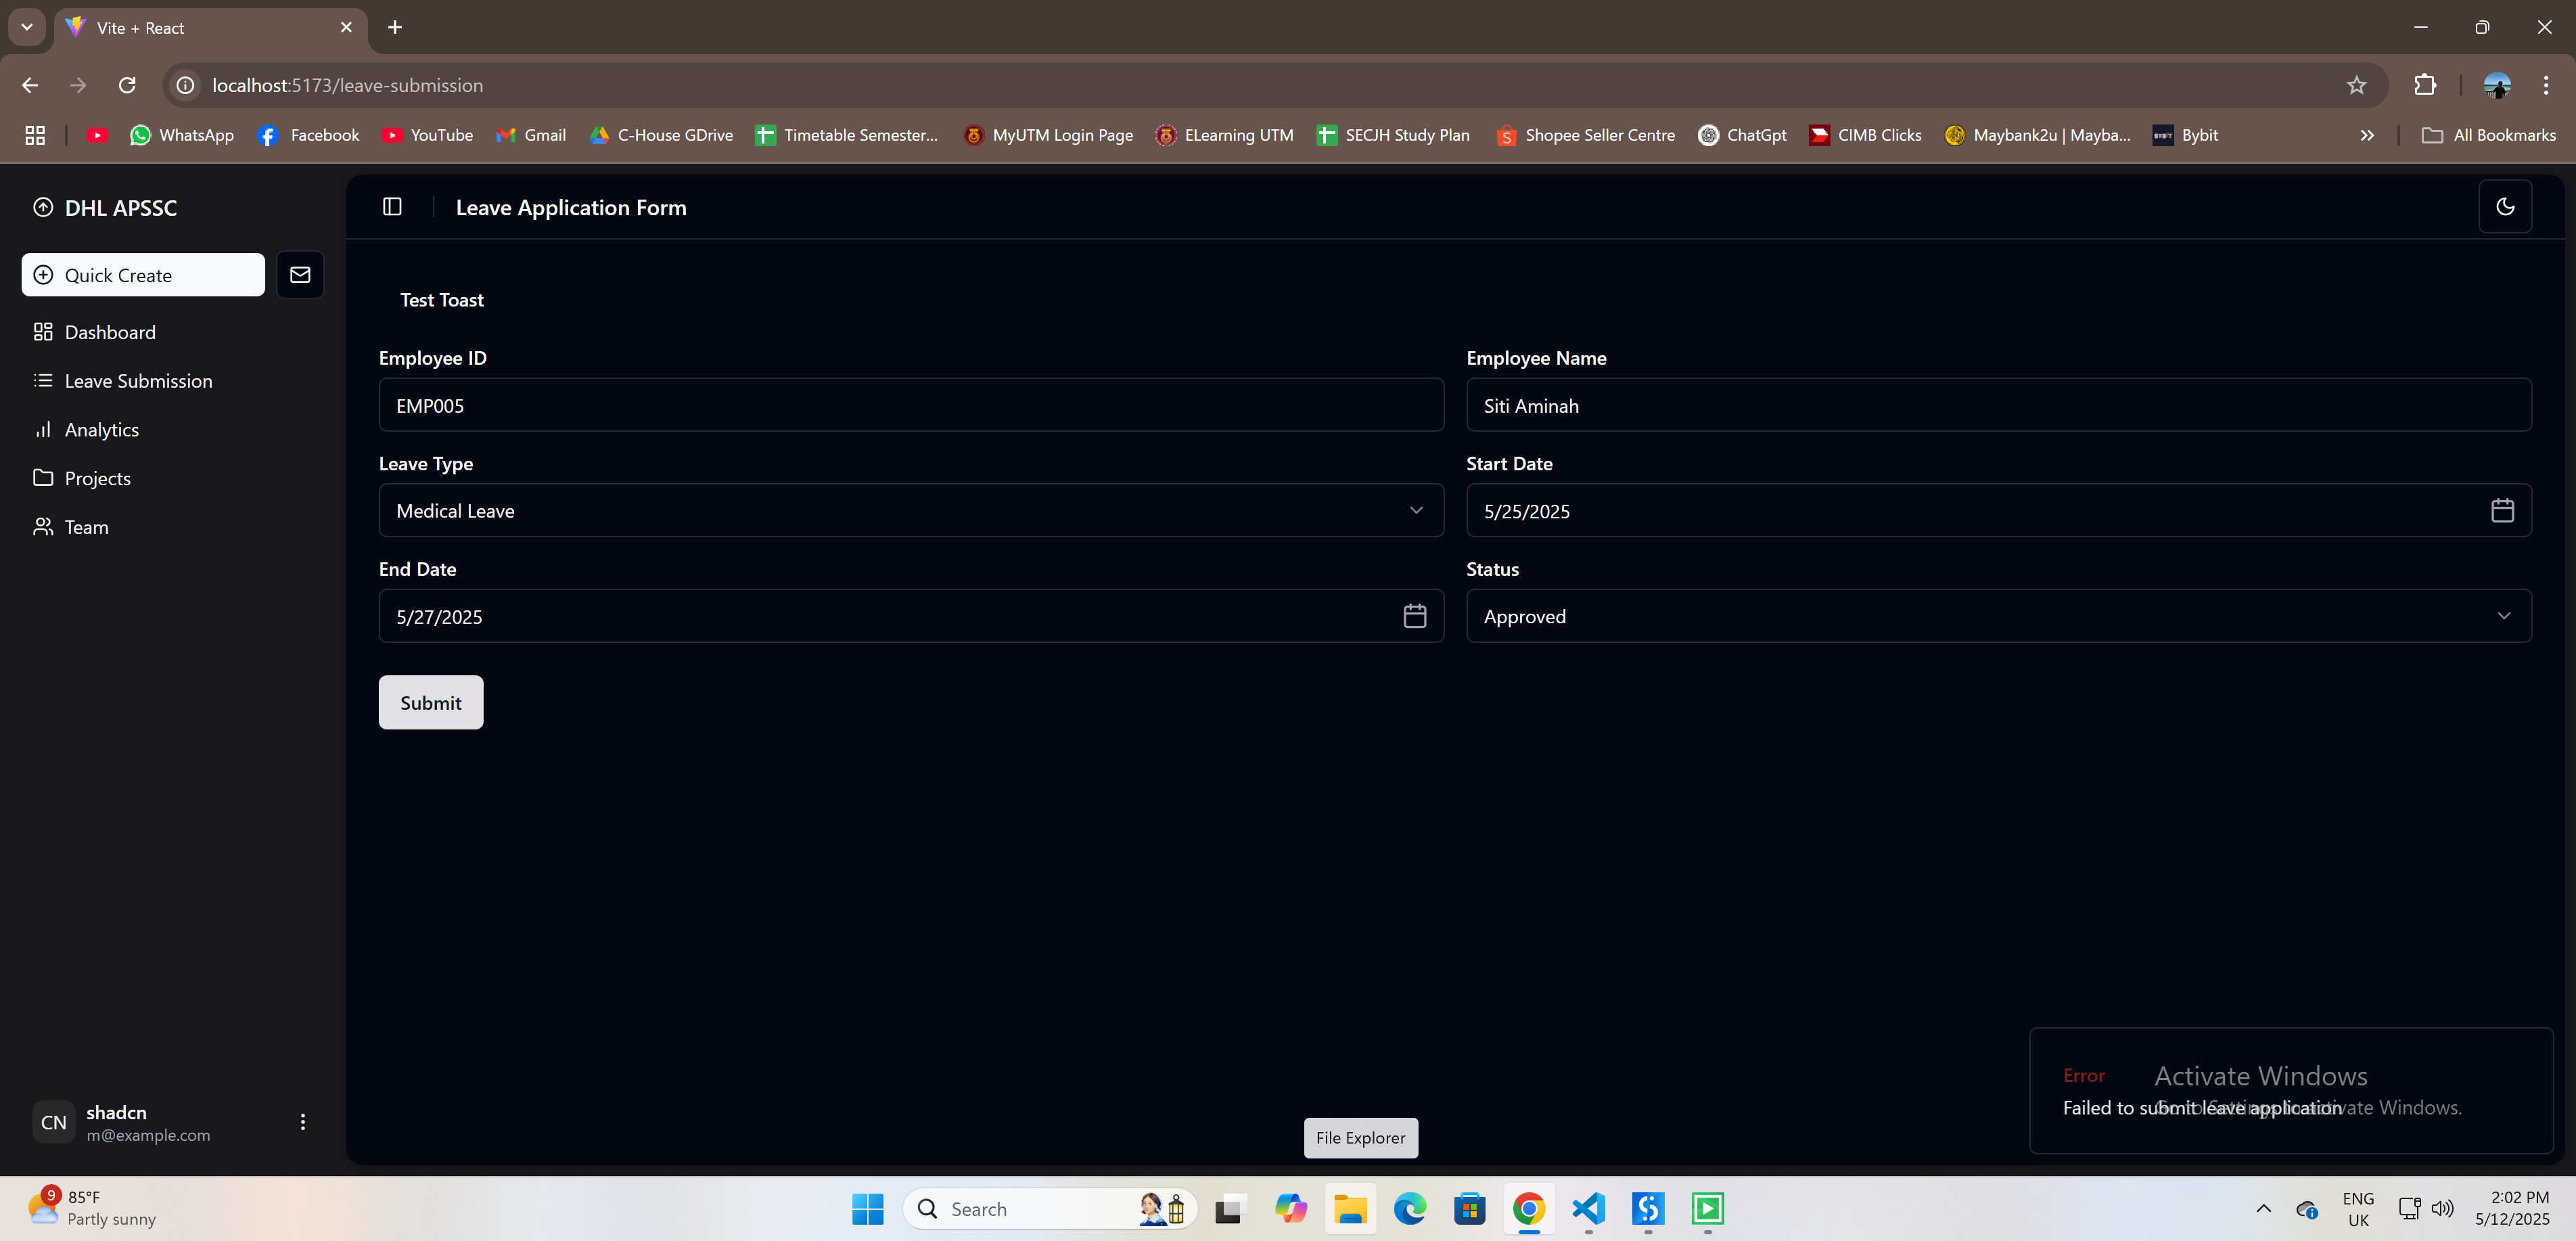 Vite + React
localhost:5173/leave-submission
WhatsApp
Facebook
YouTube
Gmail
C-House GDrive
Timetable Semester...
MyUTM Login Page
ELearning UTM
SECJH Study Plan
Shopee Seller Centre
ChatGpt
CIMB Clicks
Maybank2u | Mayba...
Bybit
All Bookmarks
DHL APSSC
Leave Application Form
Quick Create
Dashboard
Leave Submission
Analytics
Projects
Team
Test Toast
Employee ID
Employee Name
EMP005
Siti Aminah
Leave Type
Start Date
Medical Leave
5/25/2025
End Date
Status
5/27/2025
Approved
Submit
Error
Failed to submit leave application
Activate Windows
Go to Settings to activate Windows.
CN
shadcn
m@example.com
File Explorer
9
85°F
Partly sunny
Search
ENG
UK
2:02 PM
5/12/2025